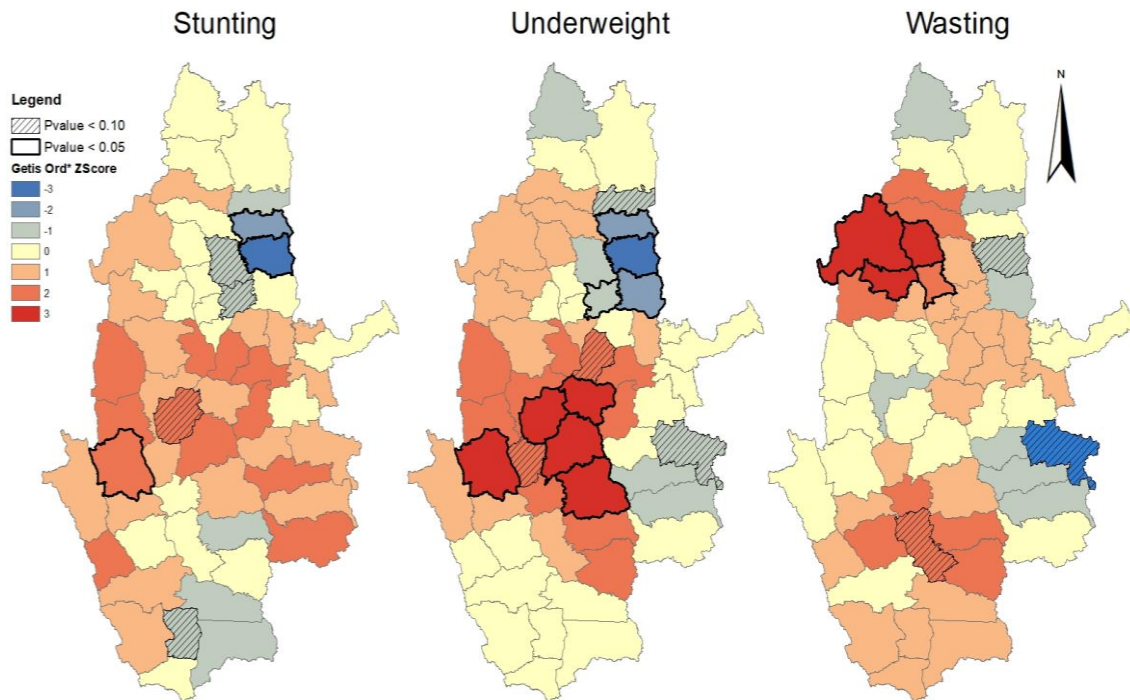 Stunting
Underweight
Wasting
N
Legend
Pvalue < 0.10
Pvalue < 0.05
Getis Ord* ZScore
-3
-2
-1
0
1
2
3